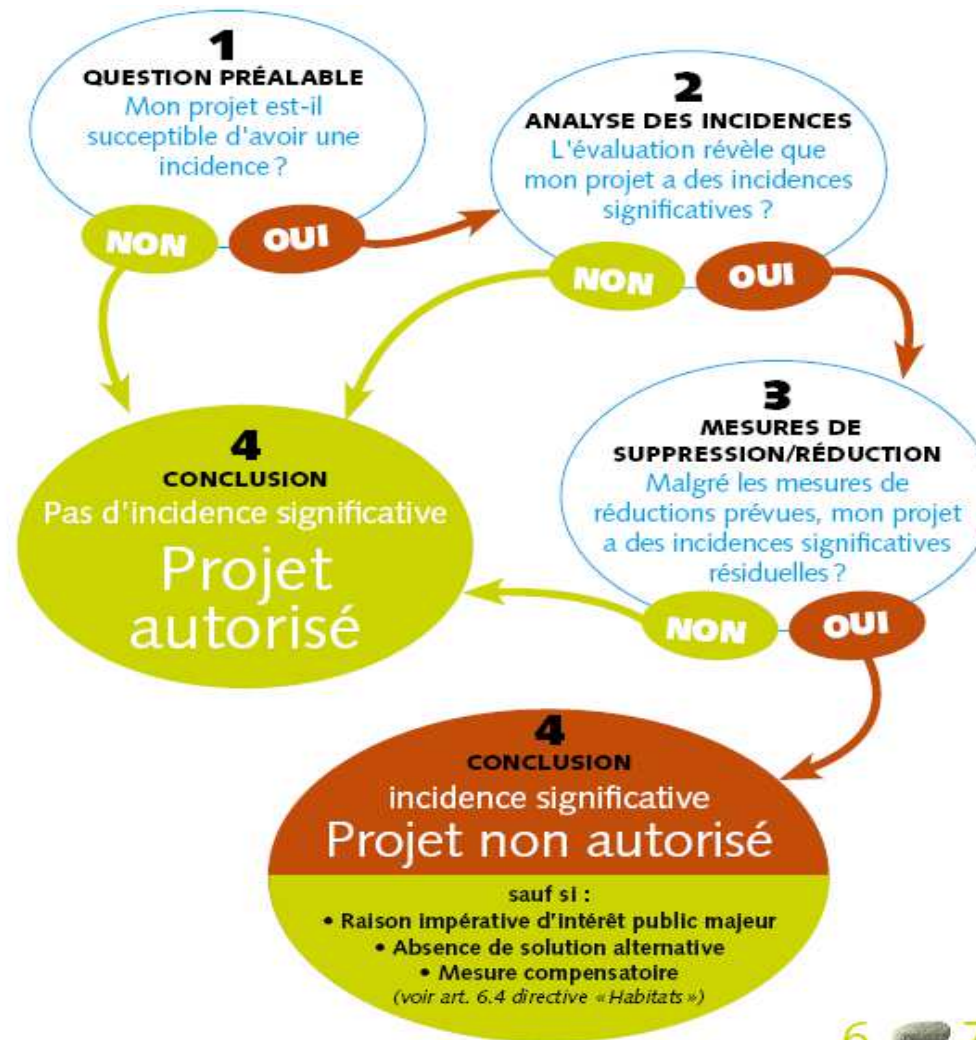 1
QUESTION PRÉALABLE
Mon projet est-il
succeptible d'avoir une
incidence ?
NON
OUI
2
ANALYSE DES INCIDENCES
L'évaluation révèle que
mon projet a des incidences
significatives ?
NON
OUI
3
MESURES DE
SUPPRESSION/RÉDUCTION
Malgré les mesures de
réductions prévues, mon projet
a des incidences significatives
résiduelles ?
NON
OUI
4
CONCLUSION
Pas d'incidence significative
Projet
autorisé
4
CONCLUSION
incidence significative
Projet non autorisé
sauf si :
• Raison impérative d'intérêt public majeur
• Absence de solution alternative
• Mesure compensatoire
(voir art. 6.4 directive « Habitats »)
6 7